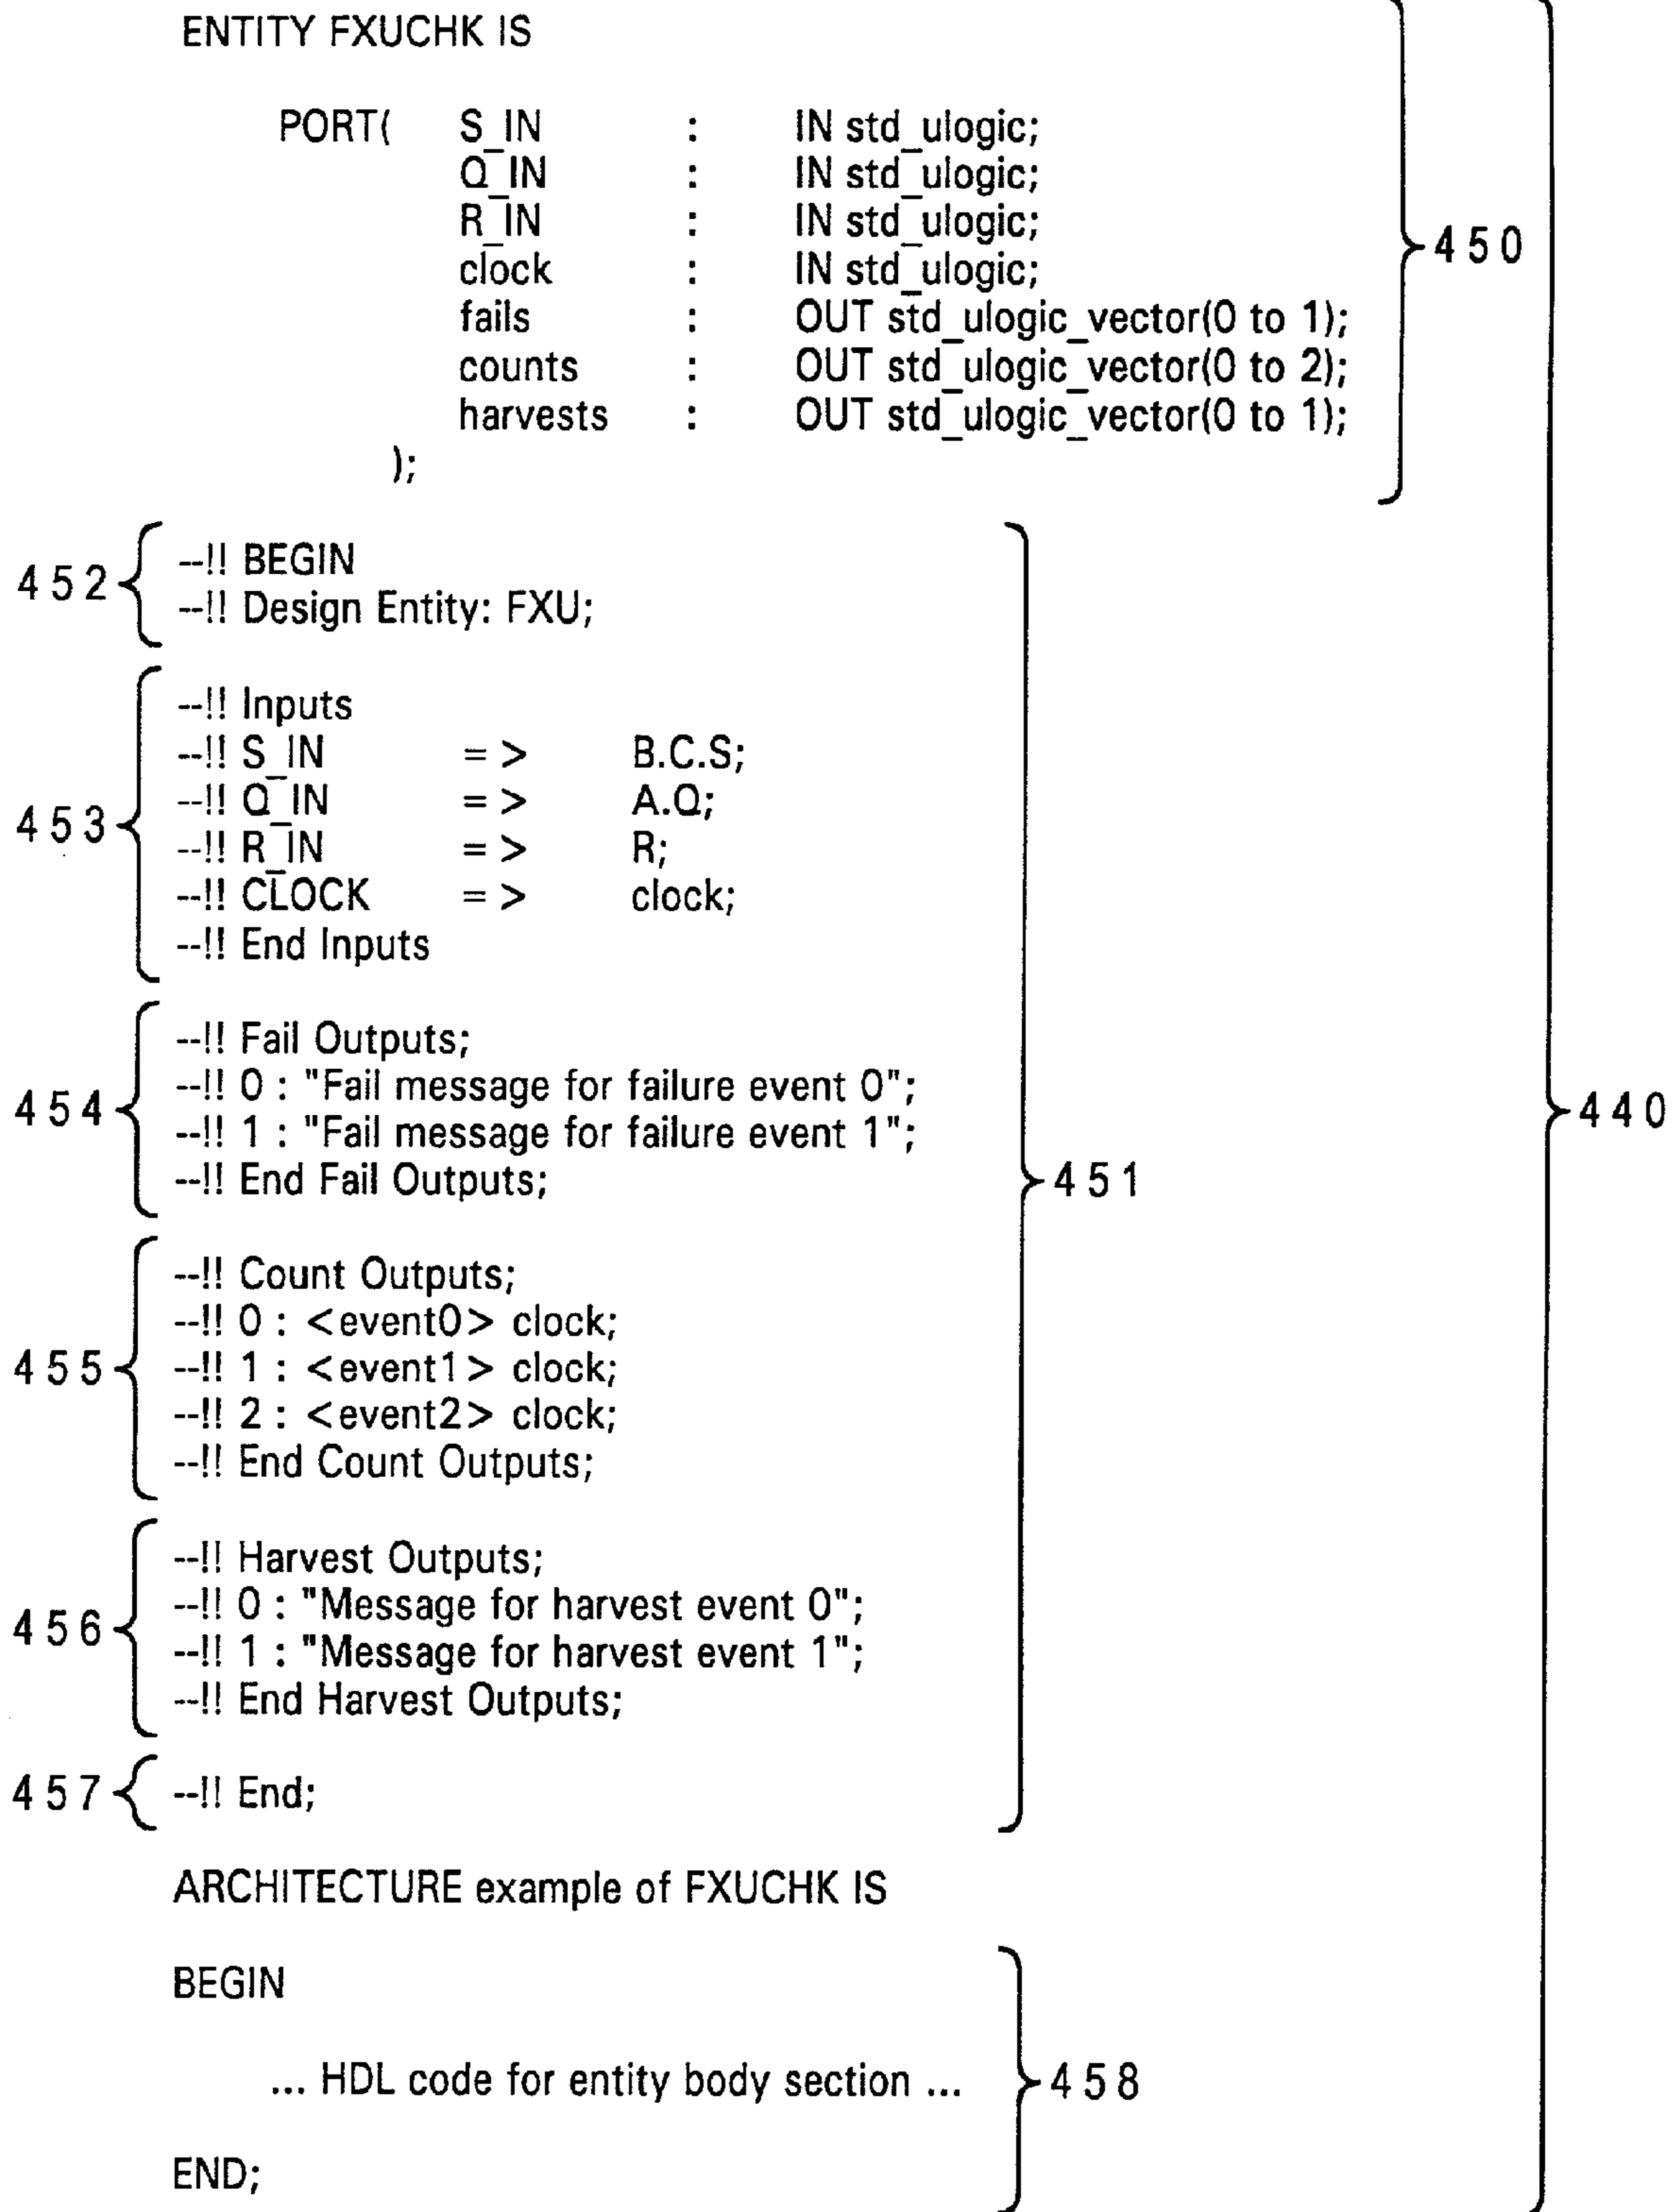 ENTITY FXUCHK IS
PORT( S_IN : IN std_ulogic;
Q_IN : IN std_ulogic;
R_IN : IN std_ulogic;
clock : IN std_ulogic;
fails : OUT std_ulogic_vector(0 to 1);
counts : OUT std_ulogic_vector(0 to 2);
harvests : OUT std_ulogic_vector(0 to 1);
);
450
452
--!! BEGIN
--!! Design Entity: FXU;
453
--!! Inputs
--!! S_IN = > B.C.S;
--!! Q_IN = > A.Q;
--!! R_IN = > R;
--!! CLOCK = > clock;
--!! End Inputs
454
--!! Fail Outputs;
--!! 0 : "Fail message for failure event 0";
--!! 1 : "Fail message for failure event 1";
--!! End Fail Outputs;
451
440
455
--!! Count Outputs;
--!! 0 : <event0> clock;
--!! 1 : <event1> clock;
--!! 2 : <event2> clock;
--!! End Count Outputs;
456
--!! Harvest Outputs;
--!! 0 : "Message for harvest event 0";
--!! 1 : "Message for harvest event 1";
--!! End Harvest Outputs;
457
--!! End;
ARCHITECTURE example of FXUCHK IS
BEGIN
... HDL code for entity body section ...
458
END;